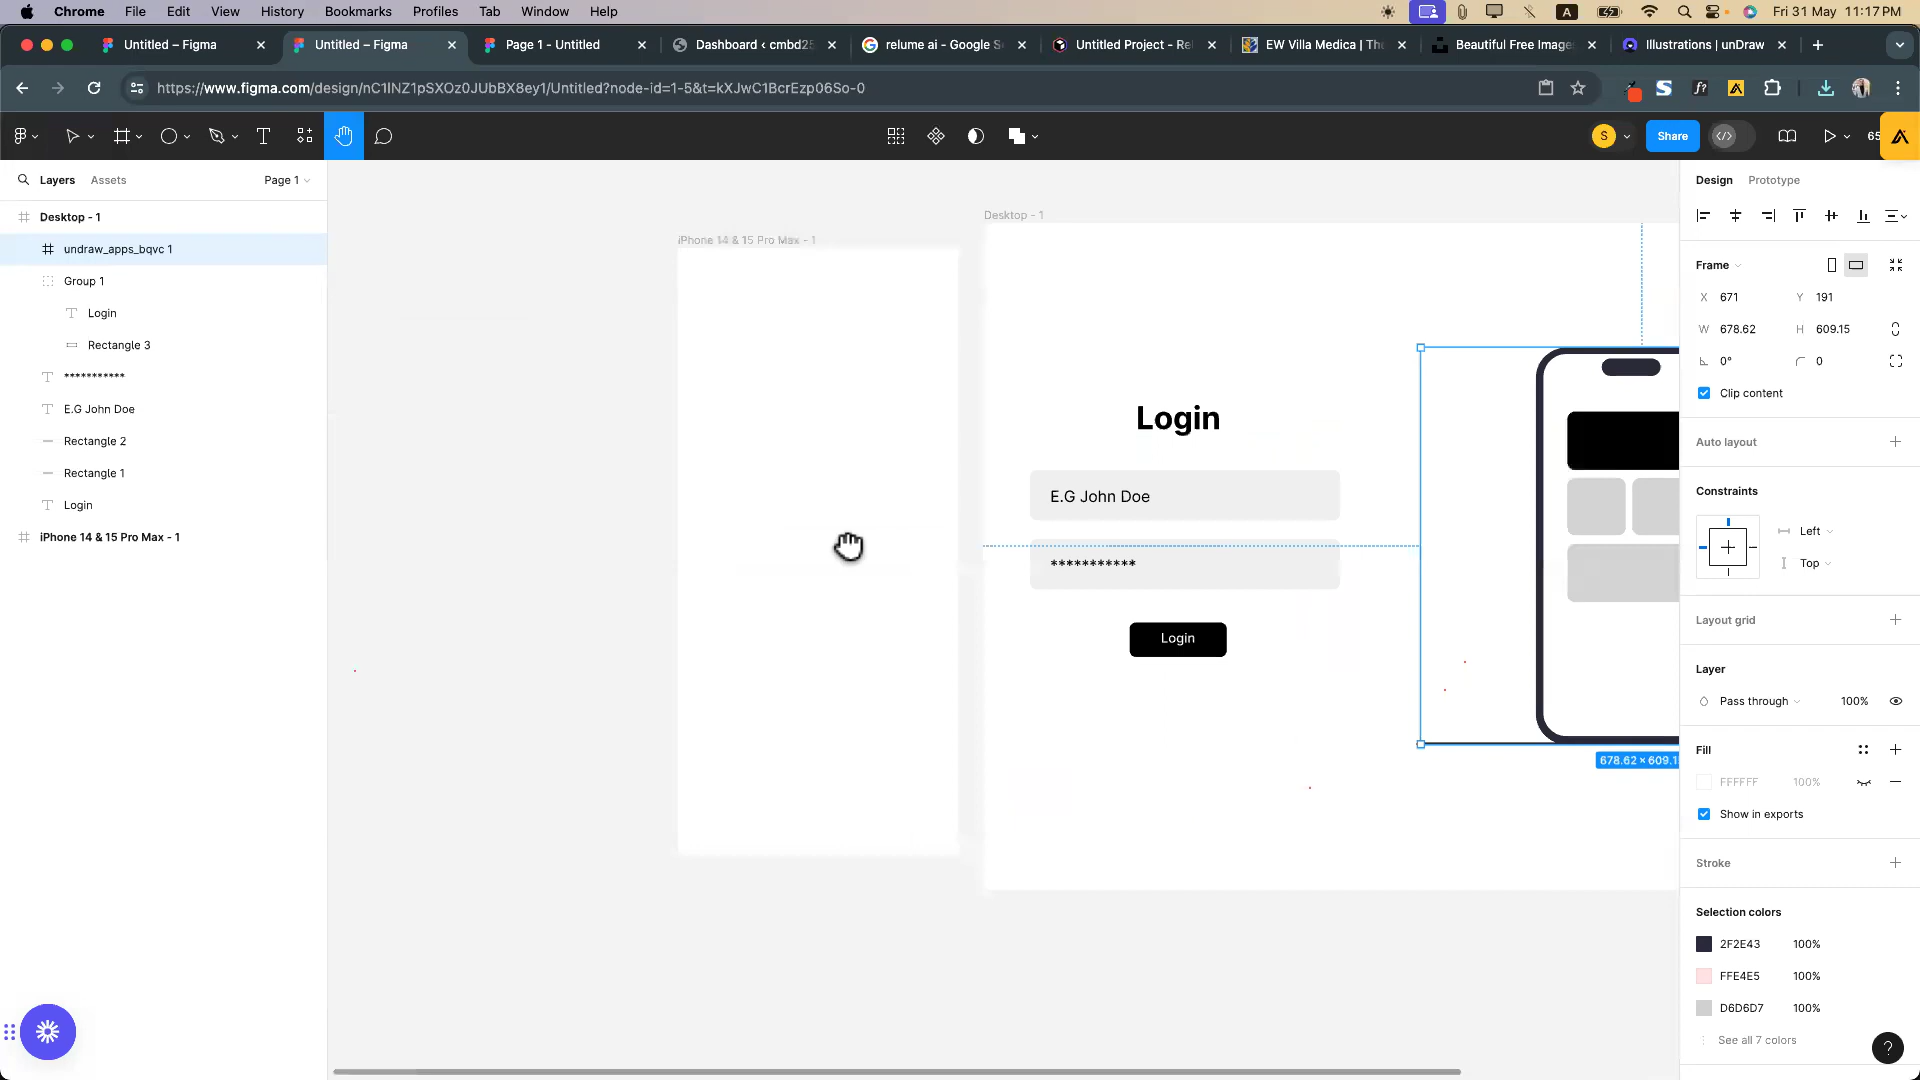 Chrome File Edit View History Bookmarks Profiles Tab Window Help A Fri 31 May 11:17 PM
Untitled – Figma Untitled – Figma Page 1 - Untitled Dashboard ‹ cmbd25 relume ai - Google S Untitled Project - Rel EW Villa Medica | Th Beautiful Free Image Illustrations | unDraw
https://www.figma.com/design/nC1lNZ1pSXOz0JUbBX8ey1/Untitled?node-id=1-5&t=kXJwC1BcrEzp06So-0
S Share 65
Layers Assets Page 1
Desktop - 1
undraw_apps_bqvc 1
Group 1
Login
Rectangle 3
***********
E.G John Doe
Rectangle 2
Rectangle 1
Login
iPhone 14 & 15 Pro Max - 1
iPhone 14 & 15 Pro Max - 1
Desktop - 1
Login
E.G John Doe
***********
Login
678.62 × 609.1
Design Prototype
Frame
X 671 Y 191
W 678.62 H 609.15
0° 0
Clip content
Auto layout
Constraints
Left
Top
Layout grid
Layer
Pass through 100%
Fill
FFFFFF 100%
Show in exports
Stroke
Selection colors
2F2E43 100%
FFE4E5 100%
D6D6D7 100%
See all 7 colors
?